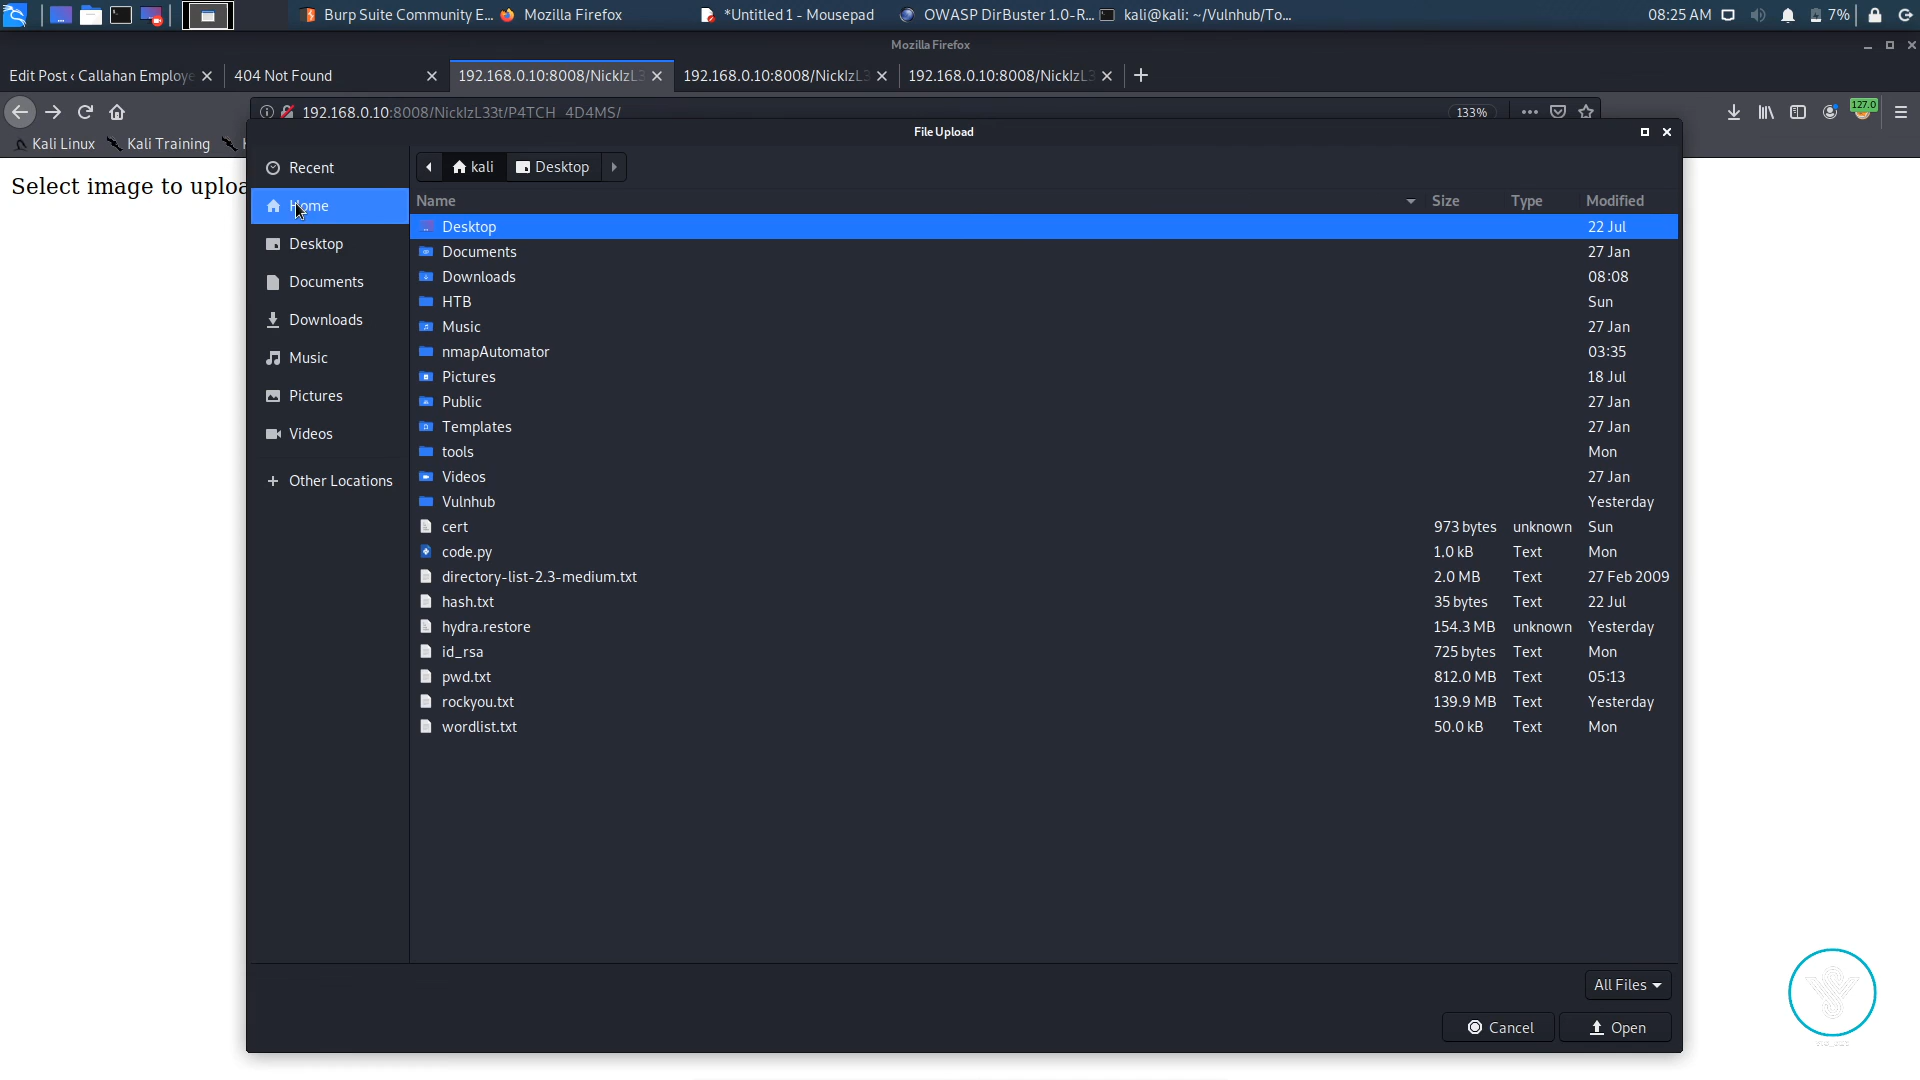 Burp Suite Community E... Mozilla Firefox *Untitled 1 - Mousepad OWASP DirBuster 1.0-R... kali@kali: ~/Vulnhub/To... 08:25 AM 7%
Mozilla Firefox
Edit Post ‹ Callahan Employe 404 Not Found 192.168.0.10:8008/NickIzL3 192.168.0.10:8008/NickIzL3 192.168.0.10:8008/NickIzL3
192.168.0.10:8008/NickIzL33t/P4TCH_4D4MS/ 133% 127.0
Kali Linux Kali Training
File Upload
Select image to uploa
Recent
Home
Desktop
Documents
Downloads
Music
Pictures
Videos
Other Locations
kali Desktop
Name Size Type Modified
Desktop 22 Jul
Documents 27 Jan
Downloads 08:08
HTB Sun
Music 27 Jan
nmapAutomator 03:35
Pictures 18 Jul
Public 27 Jan
Templates 27 Jan
tools Mon
Videos 27 Jan
Vulnhub Yesterday
cert 973 bytes unknown Sun
code.py 1.0 kB Text Mon
directory-list-2.3-medium.txt 2.0 MB Text 27 Feb 2009
hash.txt 35 bytes Text 22 Jul
hydra.restore 154.3 MB unknown Yesterday
id_rsa 725 bytes Text Mon
pwd.txt 812.0 MB Text 05:13
rockyou.txt 139.9 MB Text Yesterday
wordlist.txt 50.0 kB Text Mon
All Files
Cancel Open